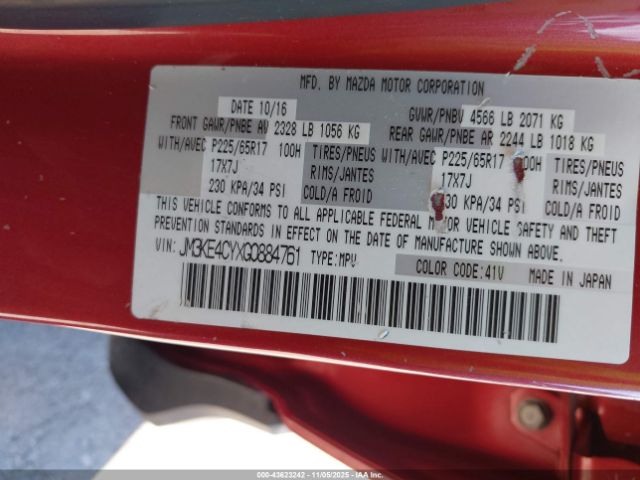 MFD. BY MAZDA MOTOR CORPORATION
DATE 10/16 GVWR/PNBV 4566 LB 2071 KG
FRONT GAWR/PNBE AV 2328 LB 1056 KG REAR GAWR/PNBE AR 2244 LB 1018 KG
WITH/AVEC P225/65R17 100H TIRES/PNEUS WITH/AVEC P225/65R17 100H TIRES/PNEUS
17X7J RIMS/JANTES 17X7J RIMS/JANTES
230 KPA/34 PSI COLD/A FROID 230 KPA/34 PSI COLD/A FROID
THIS VEHICLE CONFORMS TO ALL APPLICABLE FEDERAL MOTOR VEHICLE SAFETY AND THEFT
PREVENTION STANDARDS IN EFFECT ON THE DATE OF MANUFACTURE SHOWN ABOVE.
VIN: JM3KE4CYXG0884761 TYPE:MPV COLOR CODE:41V MADE IN JAPAN
000-43623242 - 11/05/2025 - IAA Inc.